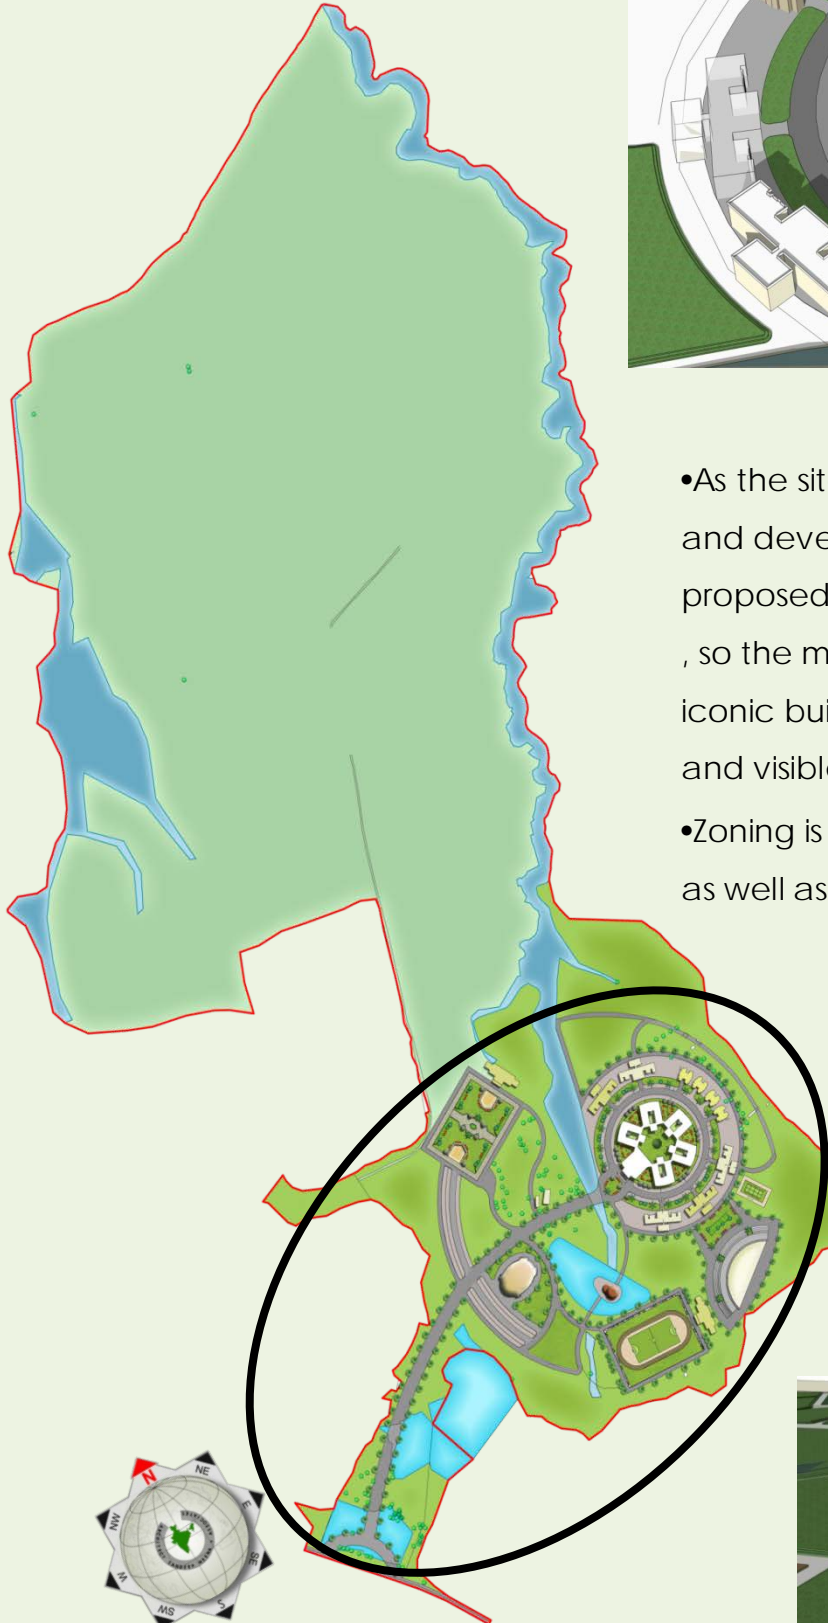 •As the sit
and deve
proposed
, so the m
iconic bui
and visible
•Zoning is
as well as
N
NE
E
SE
S
SW
W
NW